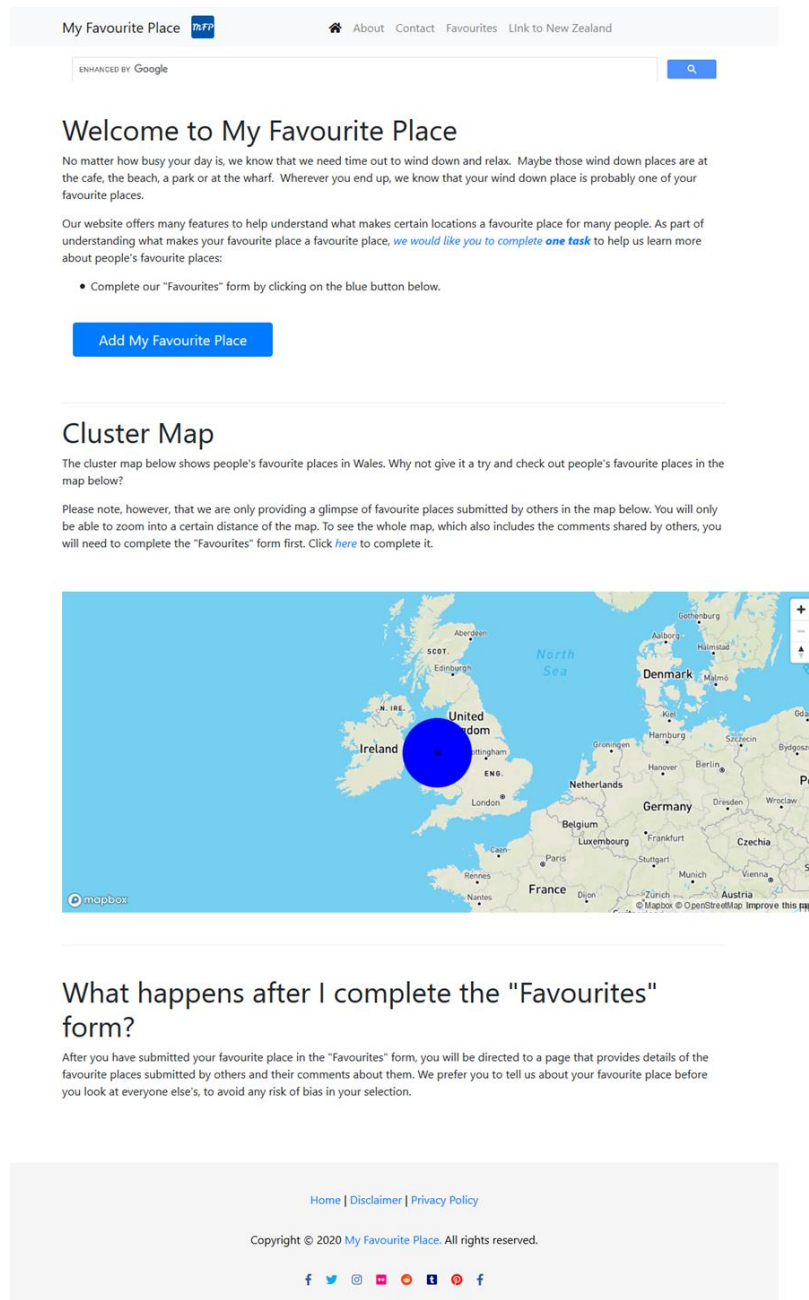 My Favourite Place MFP About Contact Favourites LInk to New Zealand
ENHANCED BY Google
Welcome to My Favourite Place
No matter how busy your day is, we know that we need time out to wind down and relax. Maybe those wind down places are at
the cafe, the beach, a park or at the wharf. Wherever you end up, we know that your wind down place is probably one of your
favourite places.
Our website offers many features to help understand what makes certain locations a favourite place for many people. As part of
understanding what makes your favourite place a favourite place, we would like you to complete one task to help us learn more
about people's favourite places:
• Complete our "Favourites" form by clicking on the blue button below.
Add My Favourite Place
Cluster Map
The cluster map below shows people's favourite places in Wales. Why not give it a try and check out people's favourite places in the
map below?
Please note, however, that we are only providing a glimpse of favourite places submitted by others in the map below. You will only
be able to zoom into a certain distance of the map. To see the whole map, which also includes the comments shared by others, you
will need to complete the "Favourites" form first. Click here to complete it.
Gothenburg
Aberdeen
Aalborg
Halmstad
SCOT.
North
Sea
Edinburgh
Denmark
Malmö
N. IRE.
Kiel
United
dom
Gda
Hamburg
Szczecin
Ireland
ttingham
Groningen
Bydgosz
Hanover
Berlin
ENG.
Netherlands
P
London
Germany
Dresden
Wrocław
Belgium
Luxembourg
Frankfurt
Czechia
Caen
Paris
Stuttgart
Rennes
Munich
Vienna
France
Nantes
Dijon
Zürich
Austria
mapbox
© Mapbox © OpenStreetMap Improve this map
What happens after I complete the "Favourites"
form?
After you have submitted your favourite place in the "Favourites" form, you will be directed to a page that provides details of the
favourite places submitted by others and their comments about them. We prefer you to tell us about your favourite place before
you look at everyone else's, to avoid any risk of bias in your selection.
Home | Disclaimer | Privacy Policy
Copyright © 2020 My Favourite Place. All rights reserved.